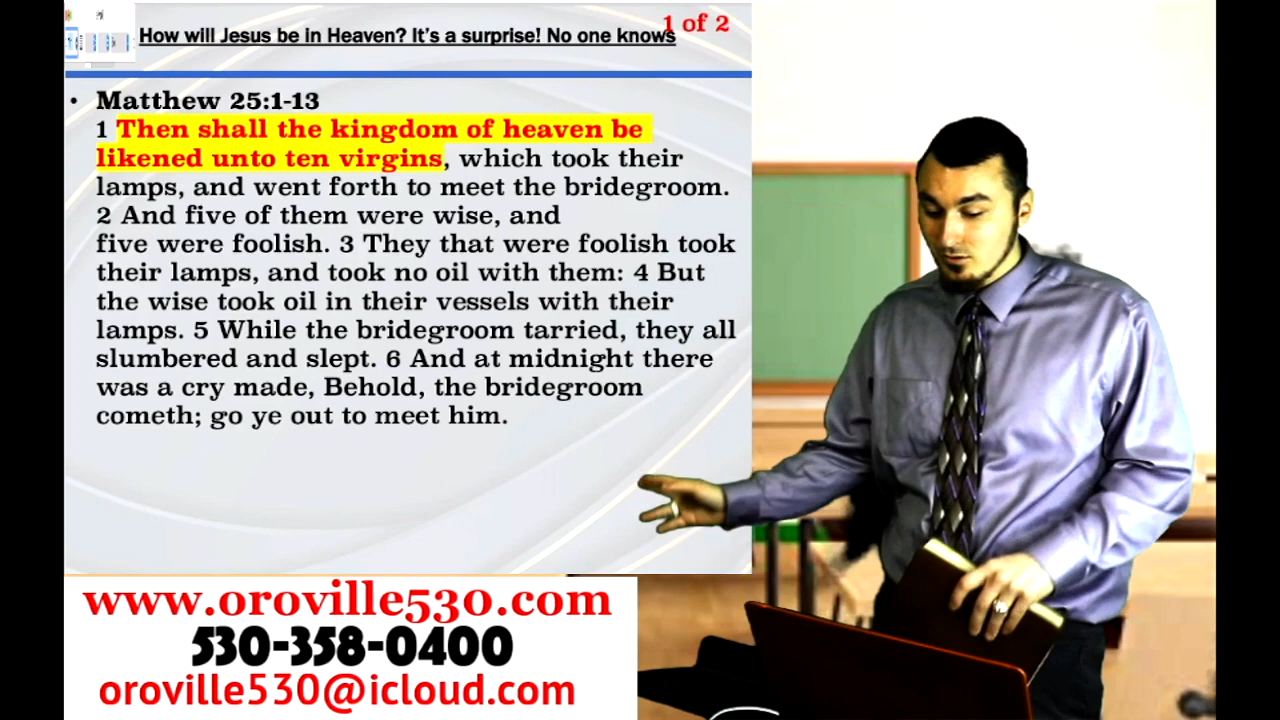 How will Jesus be in Heaven? It's a surprise! No one knows
1 of 2
• Matthew 25:1-13
1 Then shall the kingdom of heaven be
likened unto ten virgins, which took their
lamps, and went forth to meet the bridegroom.
2 And five of them were wise, and
five were foolish. 3 They that were foolish took
their lamps, and took no oil with them: 4 But
the wise took oil in their vessels with their
lamps. 5 While the bridegroom tarried, they all
slumbered and slept. 6 And at midnight there
was a cry made, Behold, the bridegroom
cometh; go ye out to meet him.
www.oroville530.com
530-358-0400
oroville530@icloud.com